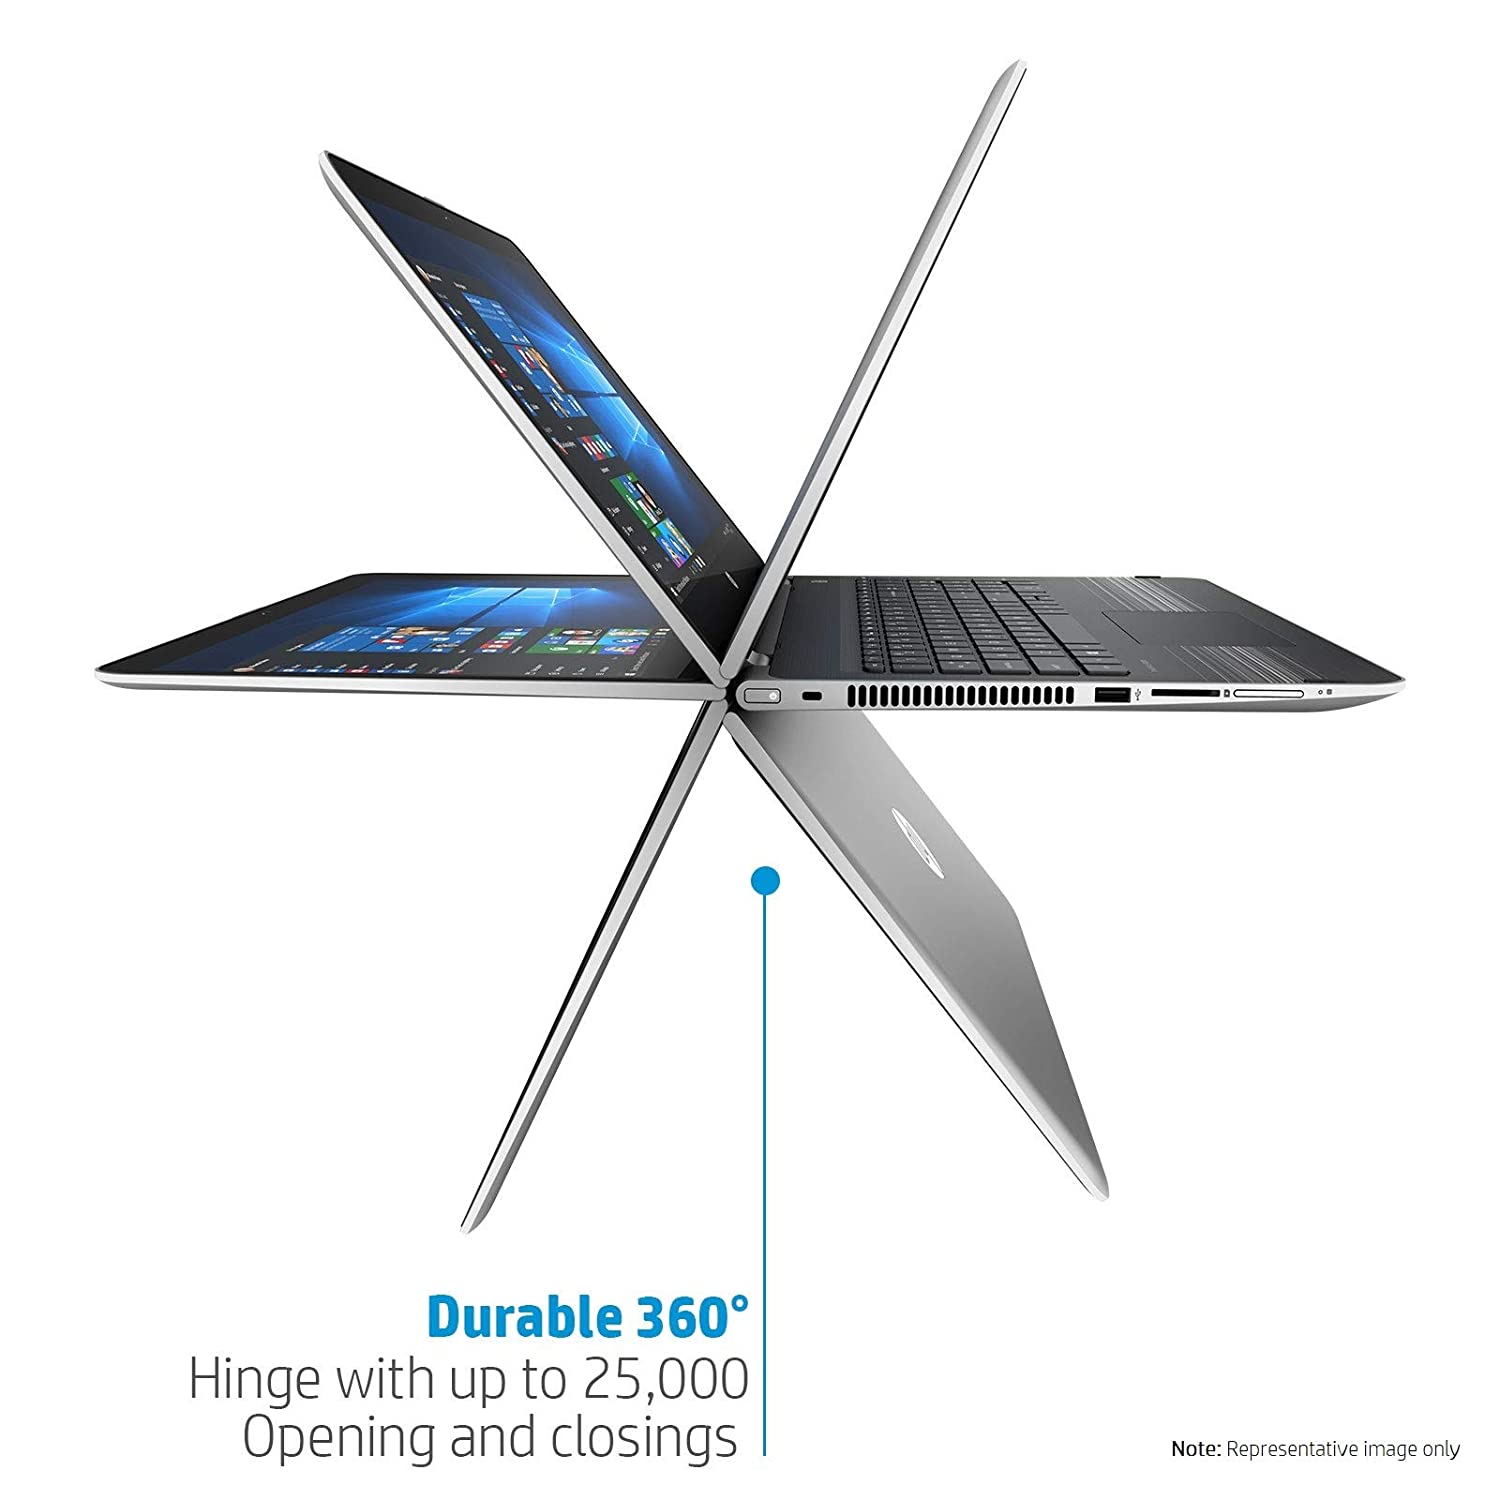 Durable 360°
Hinge with up to 25,000
Opening and closings
Note: Representative image only